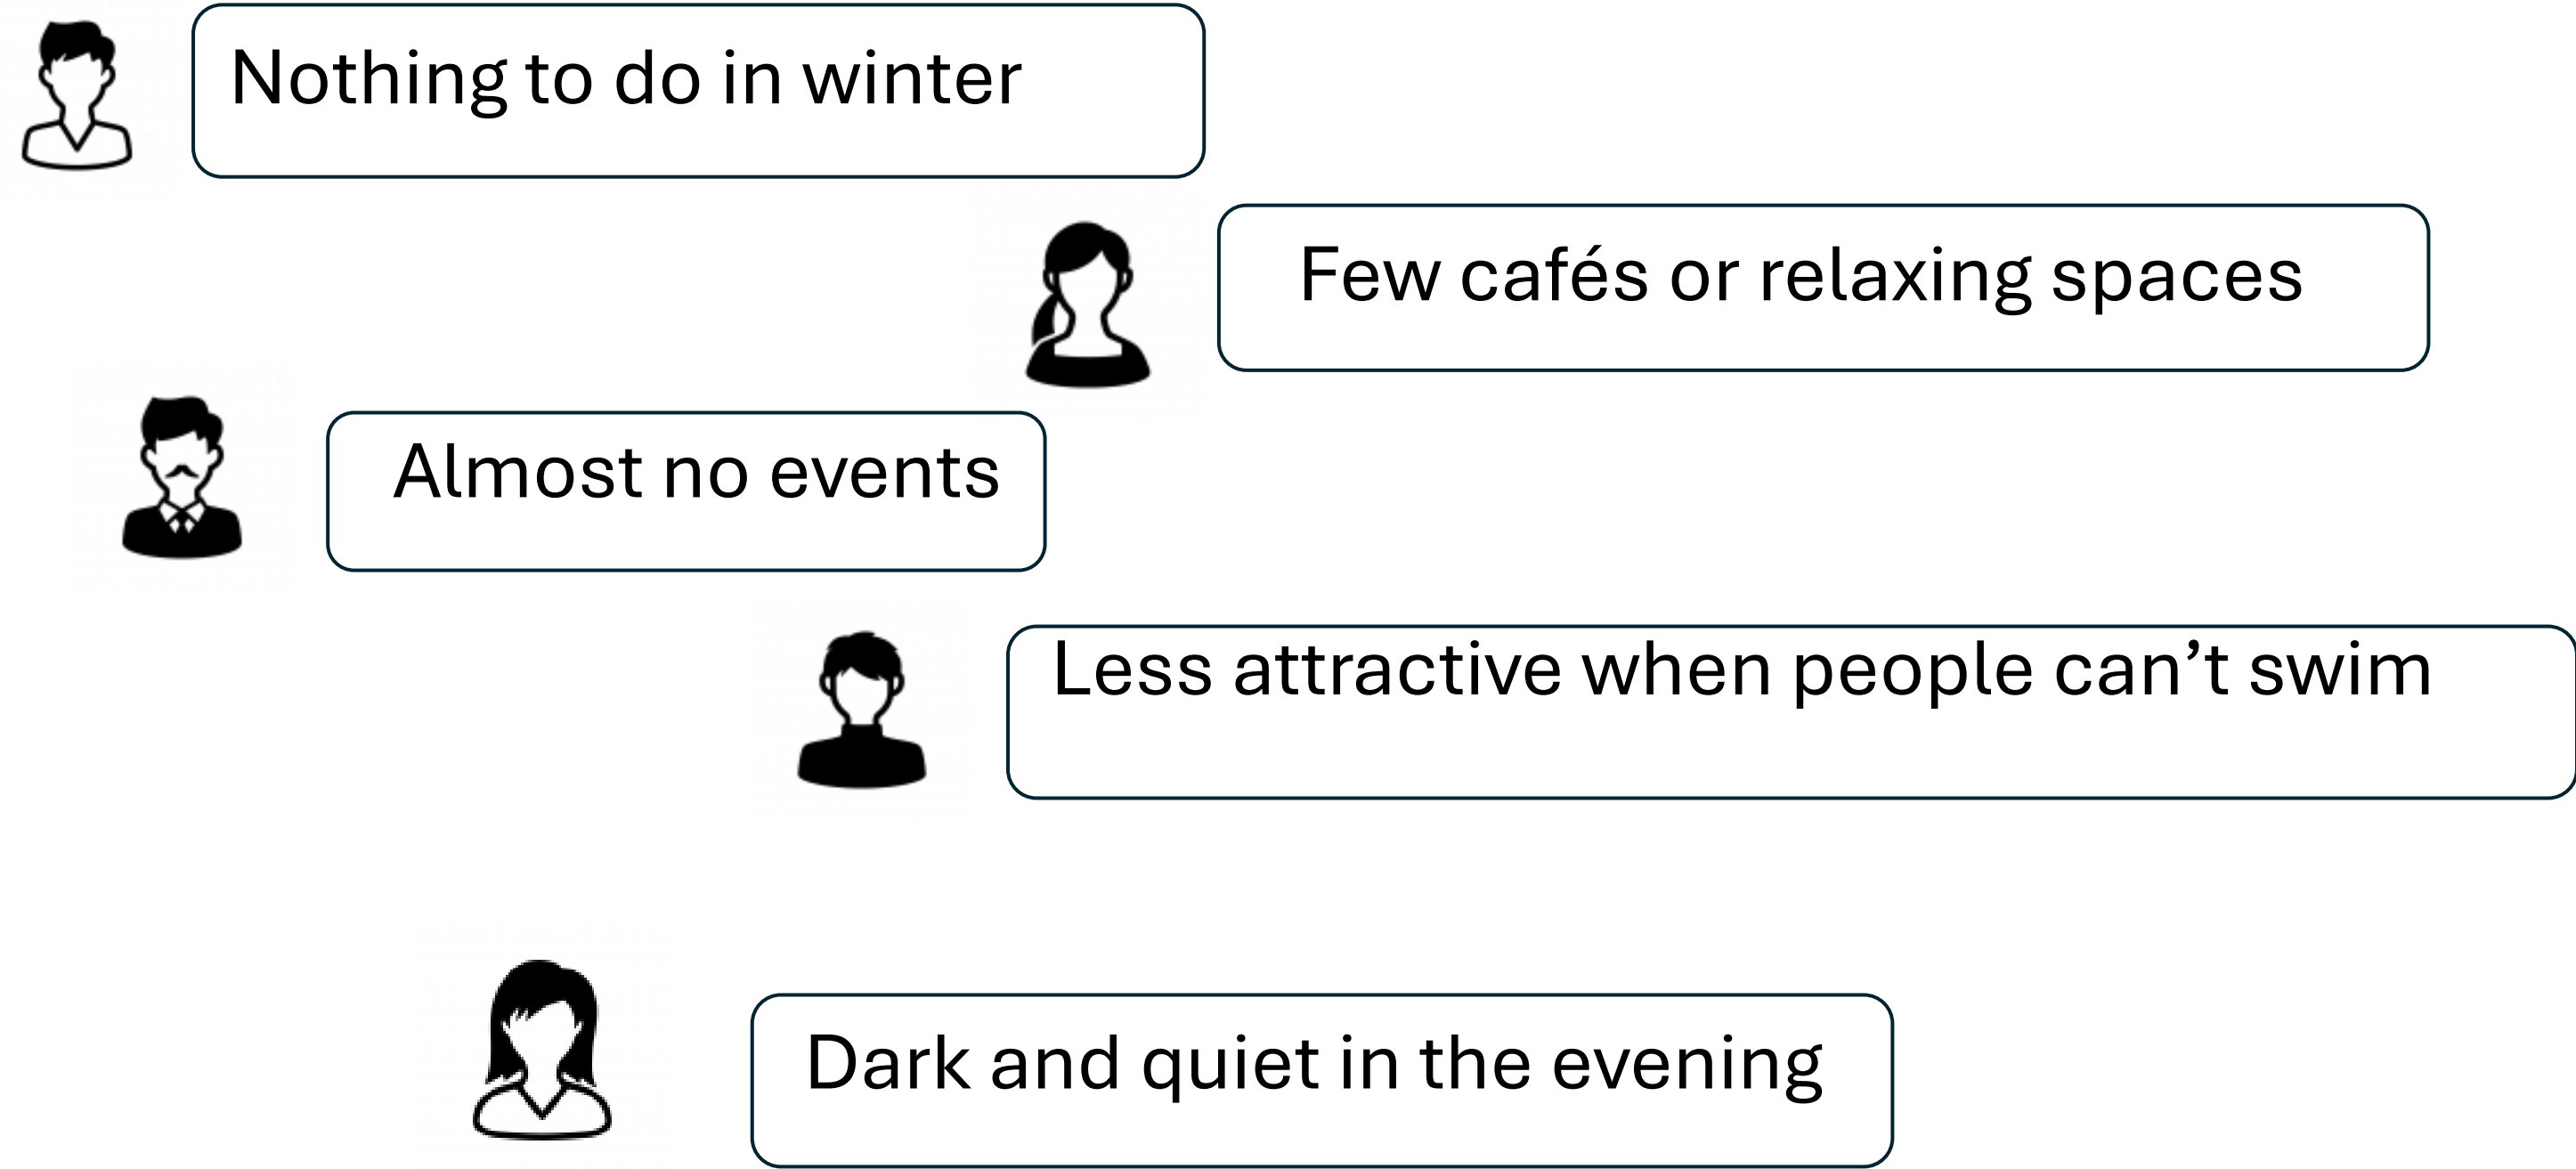 Nothing to do in winter
Few cafés or relaxing spaces
Almost no events
Less attractive when people can’t swim
Dark and quiet in the evening